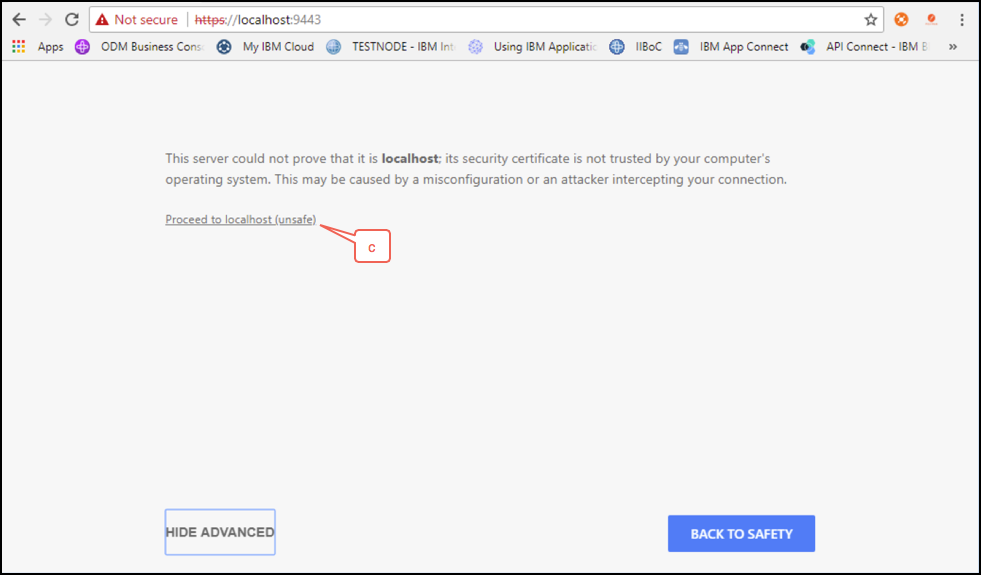 Not secure | https://localhost:9443
Apps ODM Business Cons My IBM Cloud TESTNODE - IBM Int Using IBM Applicatic IIBoC IBM App Connect API Connect - IBM B »
This server could not prove that it is localhost; its security certificate is not trusted by your computer's
operating system. This may be caused by a misconfiguration or an attacker intercepting your connection.
Proceed to localhost (unsafe)
c
HIDE ADVANCED
BACK TO SAFETY